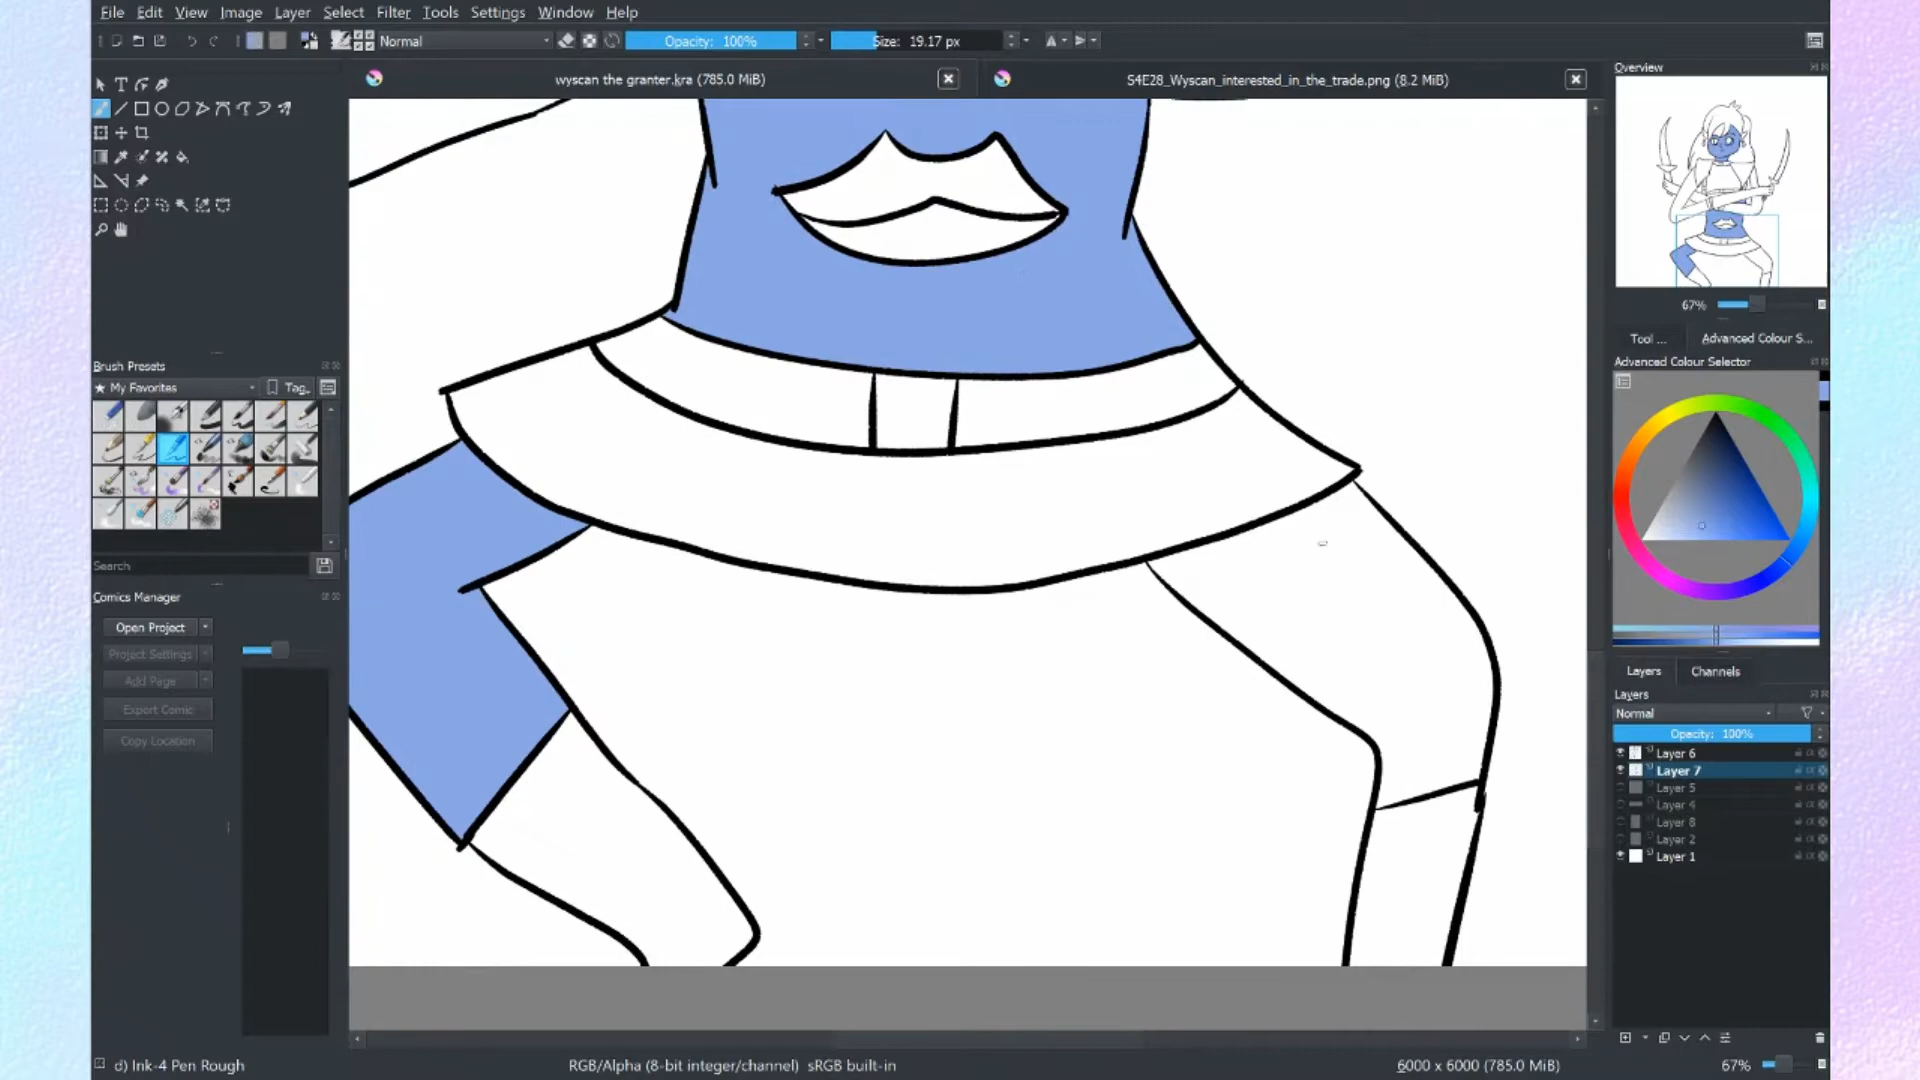 File Edit View Image Layer Select Filter Tools Settings Window Help
Normal
Opacity: 100%
Size: 19.17 px
wyscan the granter.kra (785.0 MiB)
S4E28_Wyscan_interested_in_the_trade.png (8.2 MiB)
Overview
67%
Tool ...
Advanced Colour S...
Advanced Colour Selector
Brush Presets
★ My Favorites
Tag
Search
Comics Manager
Open Project
Project Settings
Add Page
Export Comic
Copy Location
Layers
Channels
Layers
Normal
Opacity: 100%
Layer 6
Layer 7
Layer 5
Layer 4
Layer 8
Layer 2
Layer 1
d) Ink-4 Pen Rough
RGB/Alpha (8-bit integer/channel) sRGB built-in
6000 x 6000 (785.0 MiB)
67%